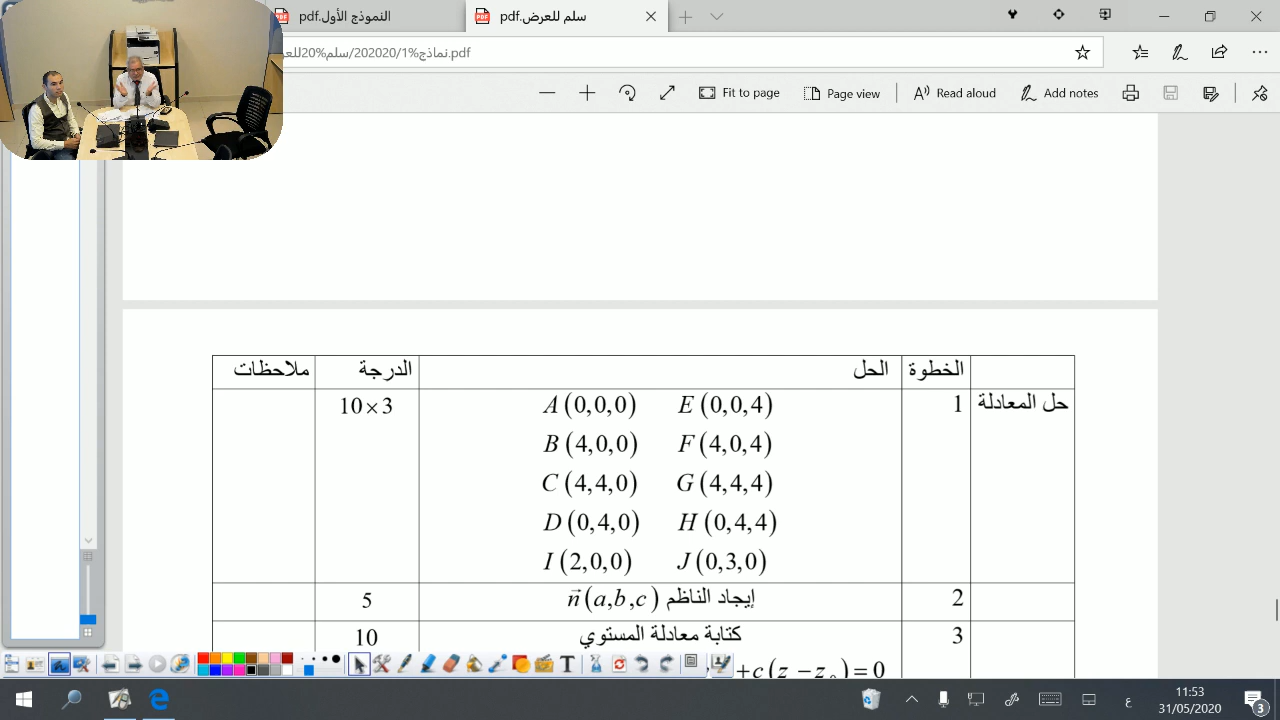 النموذج الأول.pdf
سلم للعرض.pdf
نماذج%202020/1/سلم%20للع.pdf
Fit to page
Page view
Read aloud
Add notes
الخطوة الحل الدرجة ملاحظات
حل المعادلة 1 A(0,0,0) E(0,0,4) 10×3
B(4,0,0) F(4,0,4)
C(4,4,0) G(4,4,4)
D(0,4,0) H(0,4,4)
I(2,0,0) J(0,3,0)
2 إيجاد الناظم n⃗(a,b,c) 5
3 كتابة معادلة المستوي 10
+c(z−z₀)=0
11:53
31/05/2020
ع
3